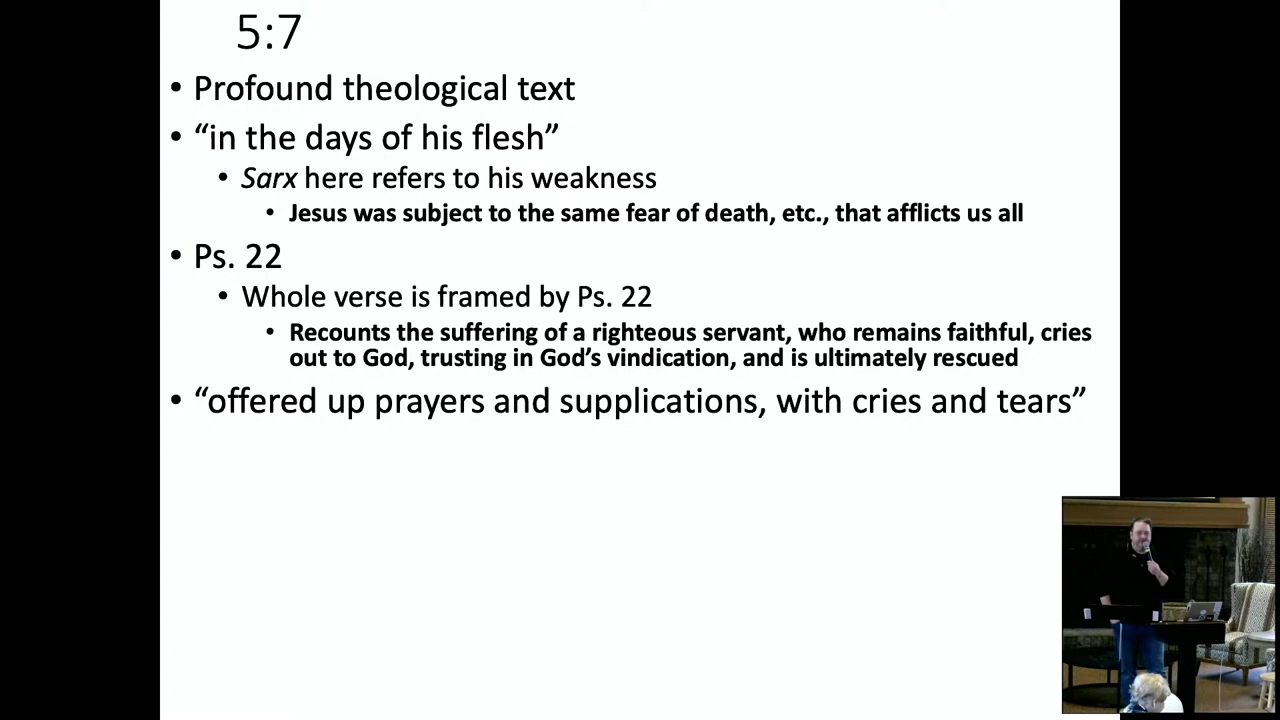 5:7
• Profound theological text
• “in the days of his flesh”
• Sarx here refers to his weakness
• Jesus was subject to the same fear of death, etc., that afflicts us all
• Ps. 22
• Whole verse is framed by Ps. 22
• Recounts the suffering of a righteous servant, who remains faithful, cries
out to God, trusting in God’s vindication, and is ultimately rescued
• “offered up prayers and supplications, with cries and tears”